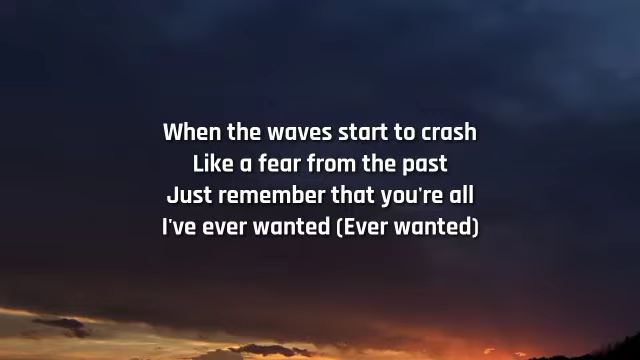 When the waves start to crash
Like a fear from the past
Just remember that you're all
I've ever wanted (Ever wanted)